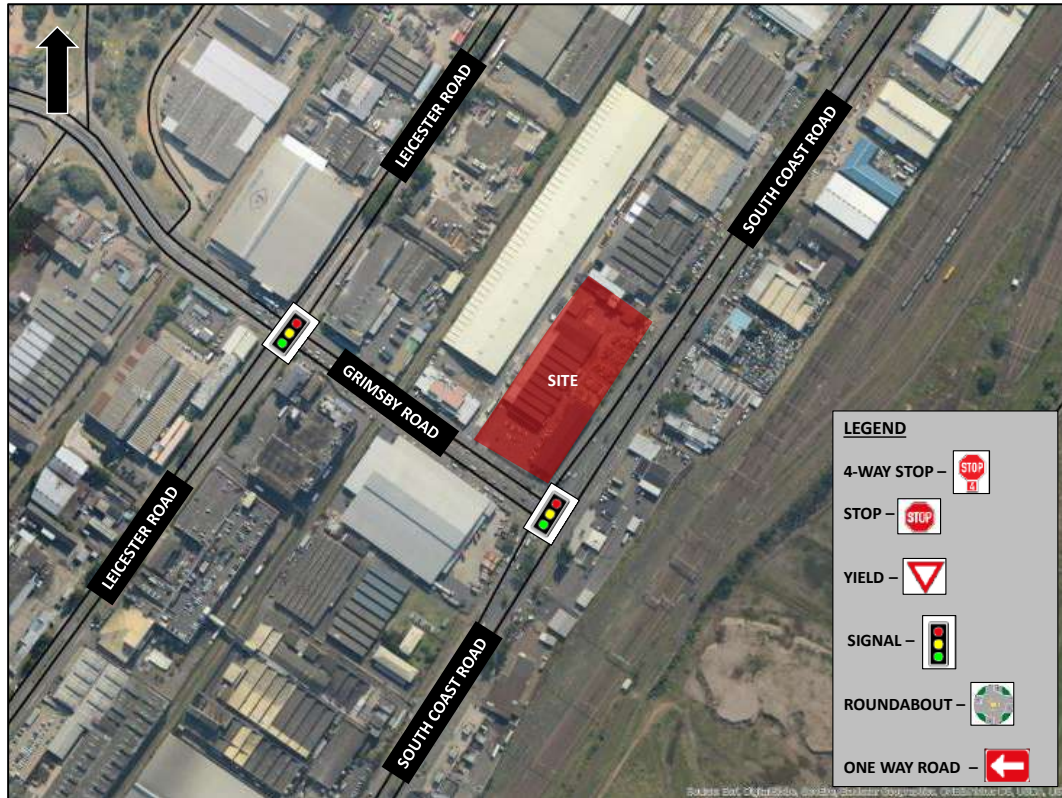 LEICESTER ROAD
SOUTH COAST ROAD
GRIMSBY ROAD
SITE
LEICESTER ROAD
SOUTH COAST ROAD
LEGEND
4-WAY STOP –
STOP
4
STOP –
STOP
YIELD –
SIGNAL –
ROUNDABOUT –
ONE WAY ROAD –